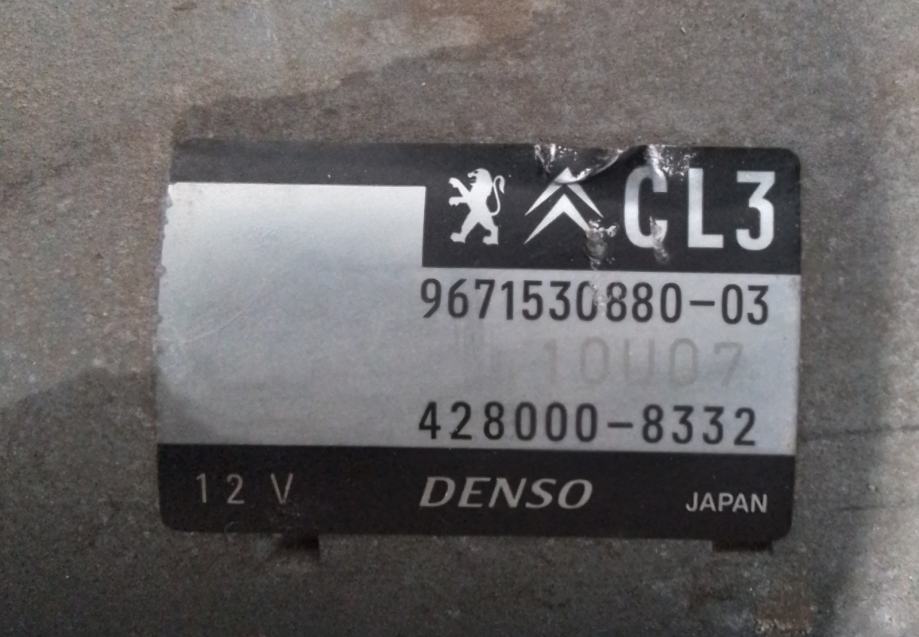 CL3
9671530880-03
10U07
428000-8332
12 V DENSO JAPAN